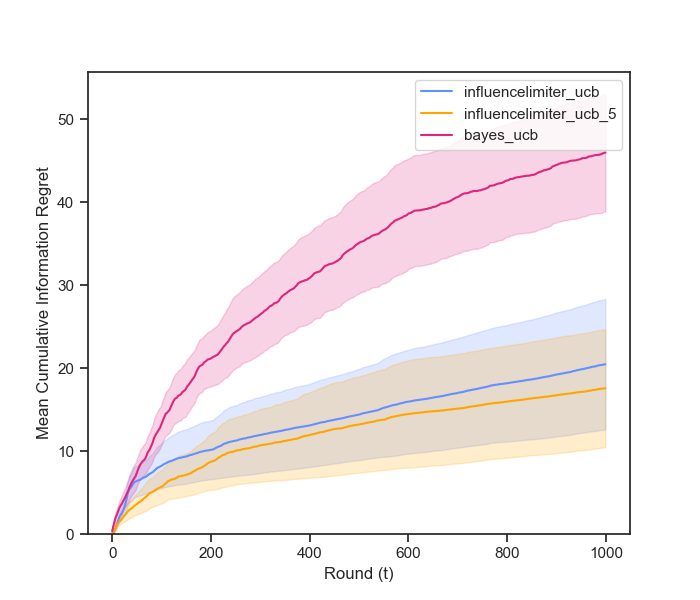 influencelimiter_ucb
influencelimiter_ucb_5
bayes_ucb
Mean Cumulative Information Regret
50
40
30
20
10
0
0 200 400 600 800 1000
Round (t)